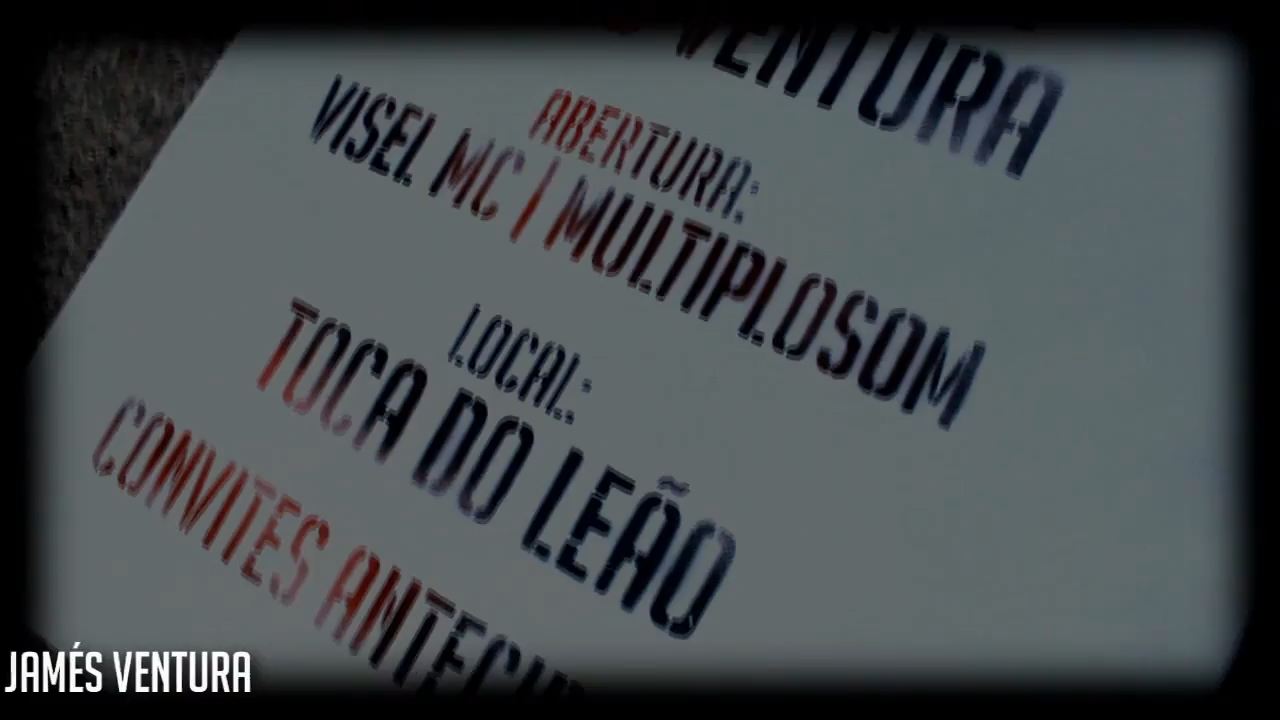 VENTURA
ABERTURA:
VISEL MC | MULTIPLOSOM
LOCAL:
TOCA DO LEÃO
CONVITES
JAMÉS VENTURA